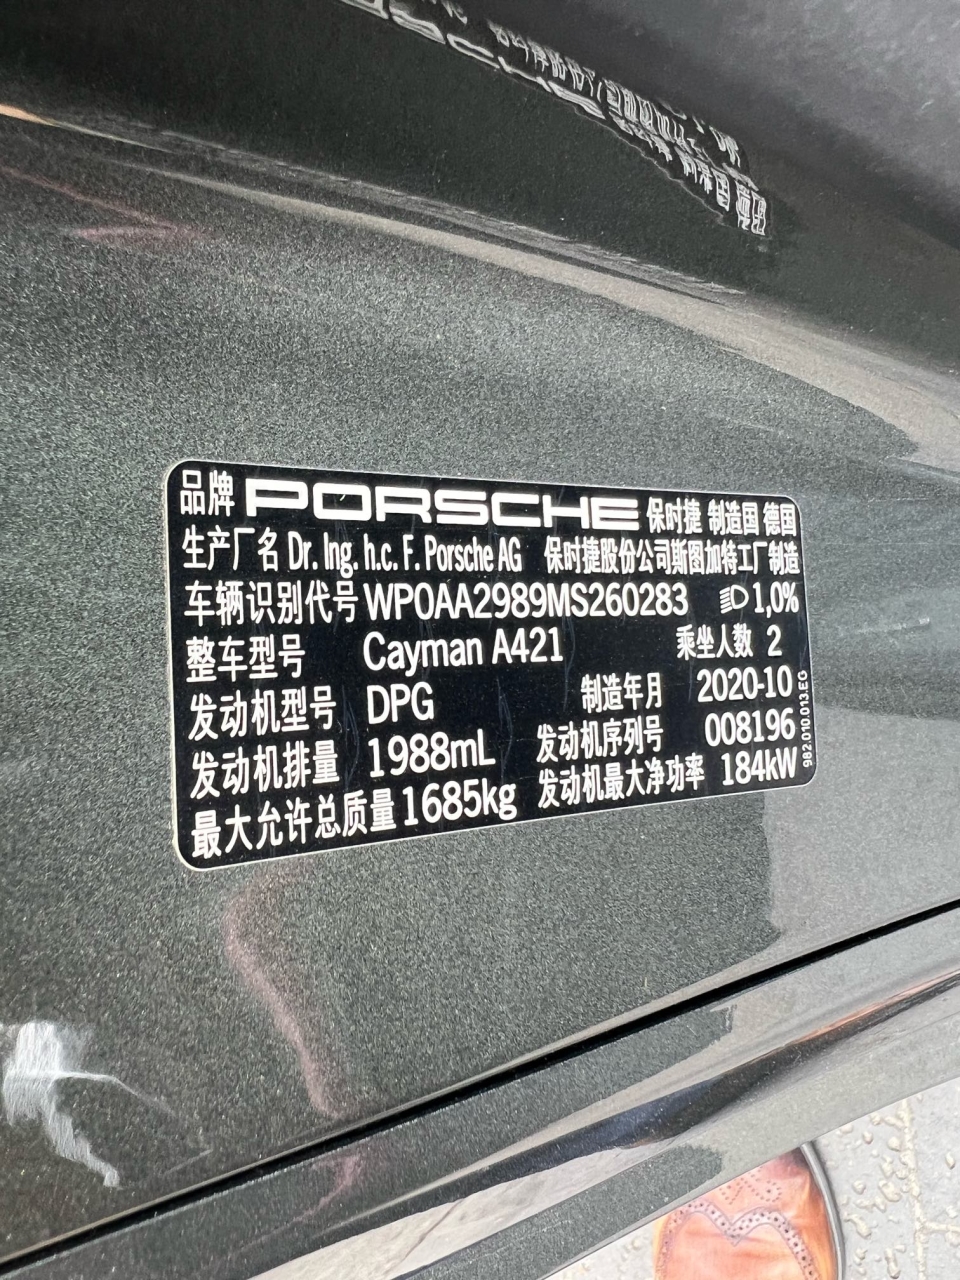 品牌 PORSCHE 保时捷 制造国 德国
生产厂名 Dr. Ing. h.c. F. Porsche AG 保时捷股份公司斯图加特工厂制造
车辆识别代号 WP0AA2989MS260283 1,0%
整车型号 Cayman A421 乘坐人数 2
发动机型号 DPG 制造年月 2020-10
发动机排量 1988mL 发动机序列号 008196
最大允许总质量 1685kg 发动机最大净功率 184kW
982.010.013.EG